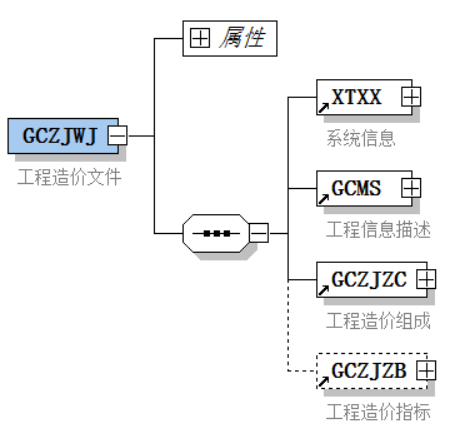 属性
GCZJWJ
工程造价文件
XTXX
系统信息
GCMS
工程信息描述
GCZJZC
工程造价组成
GCZJZB
工程造价指标